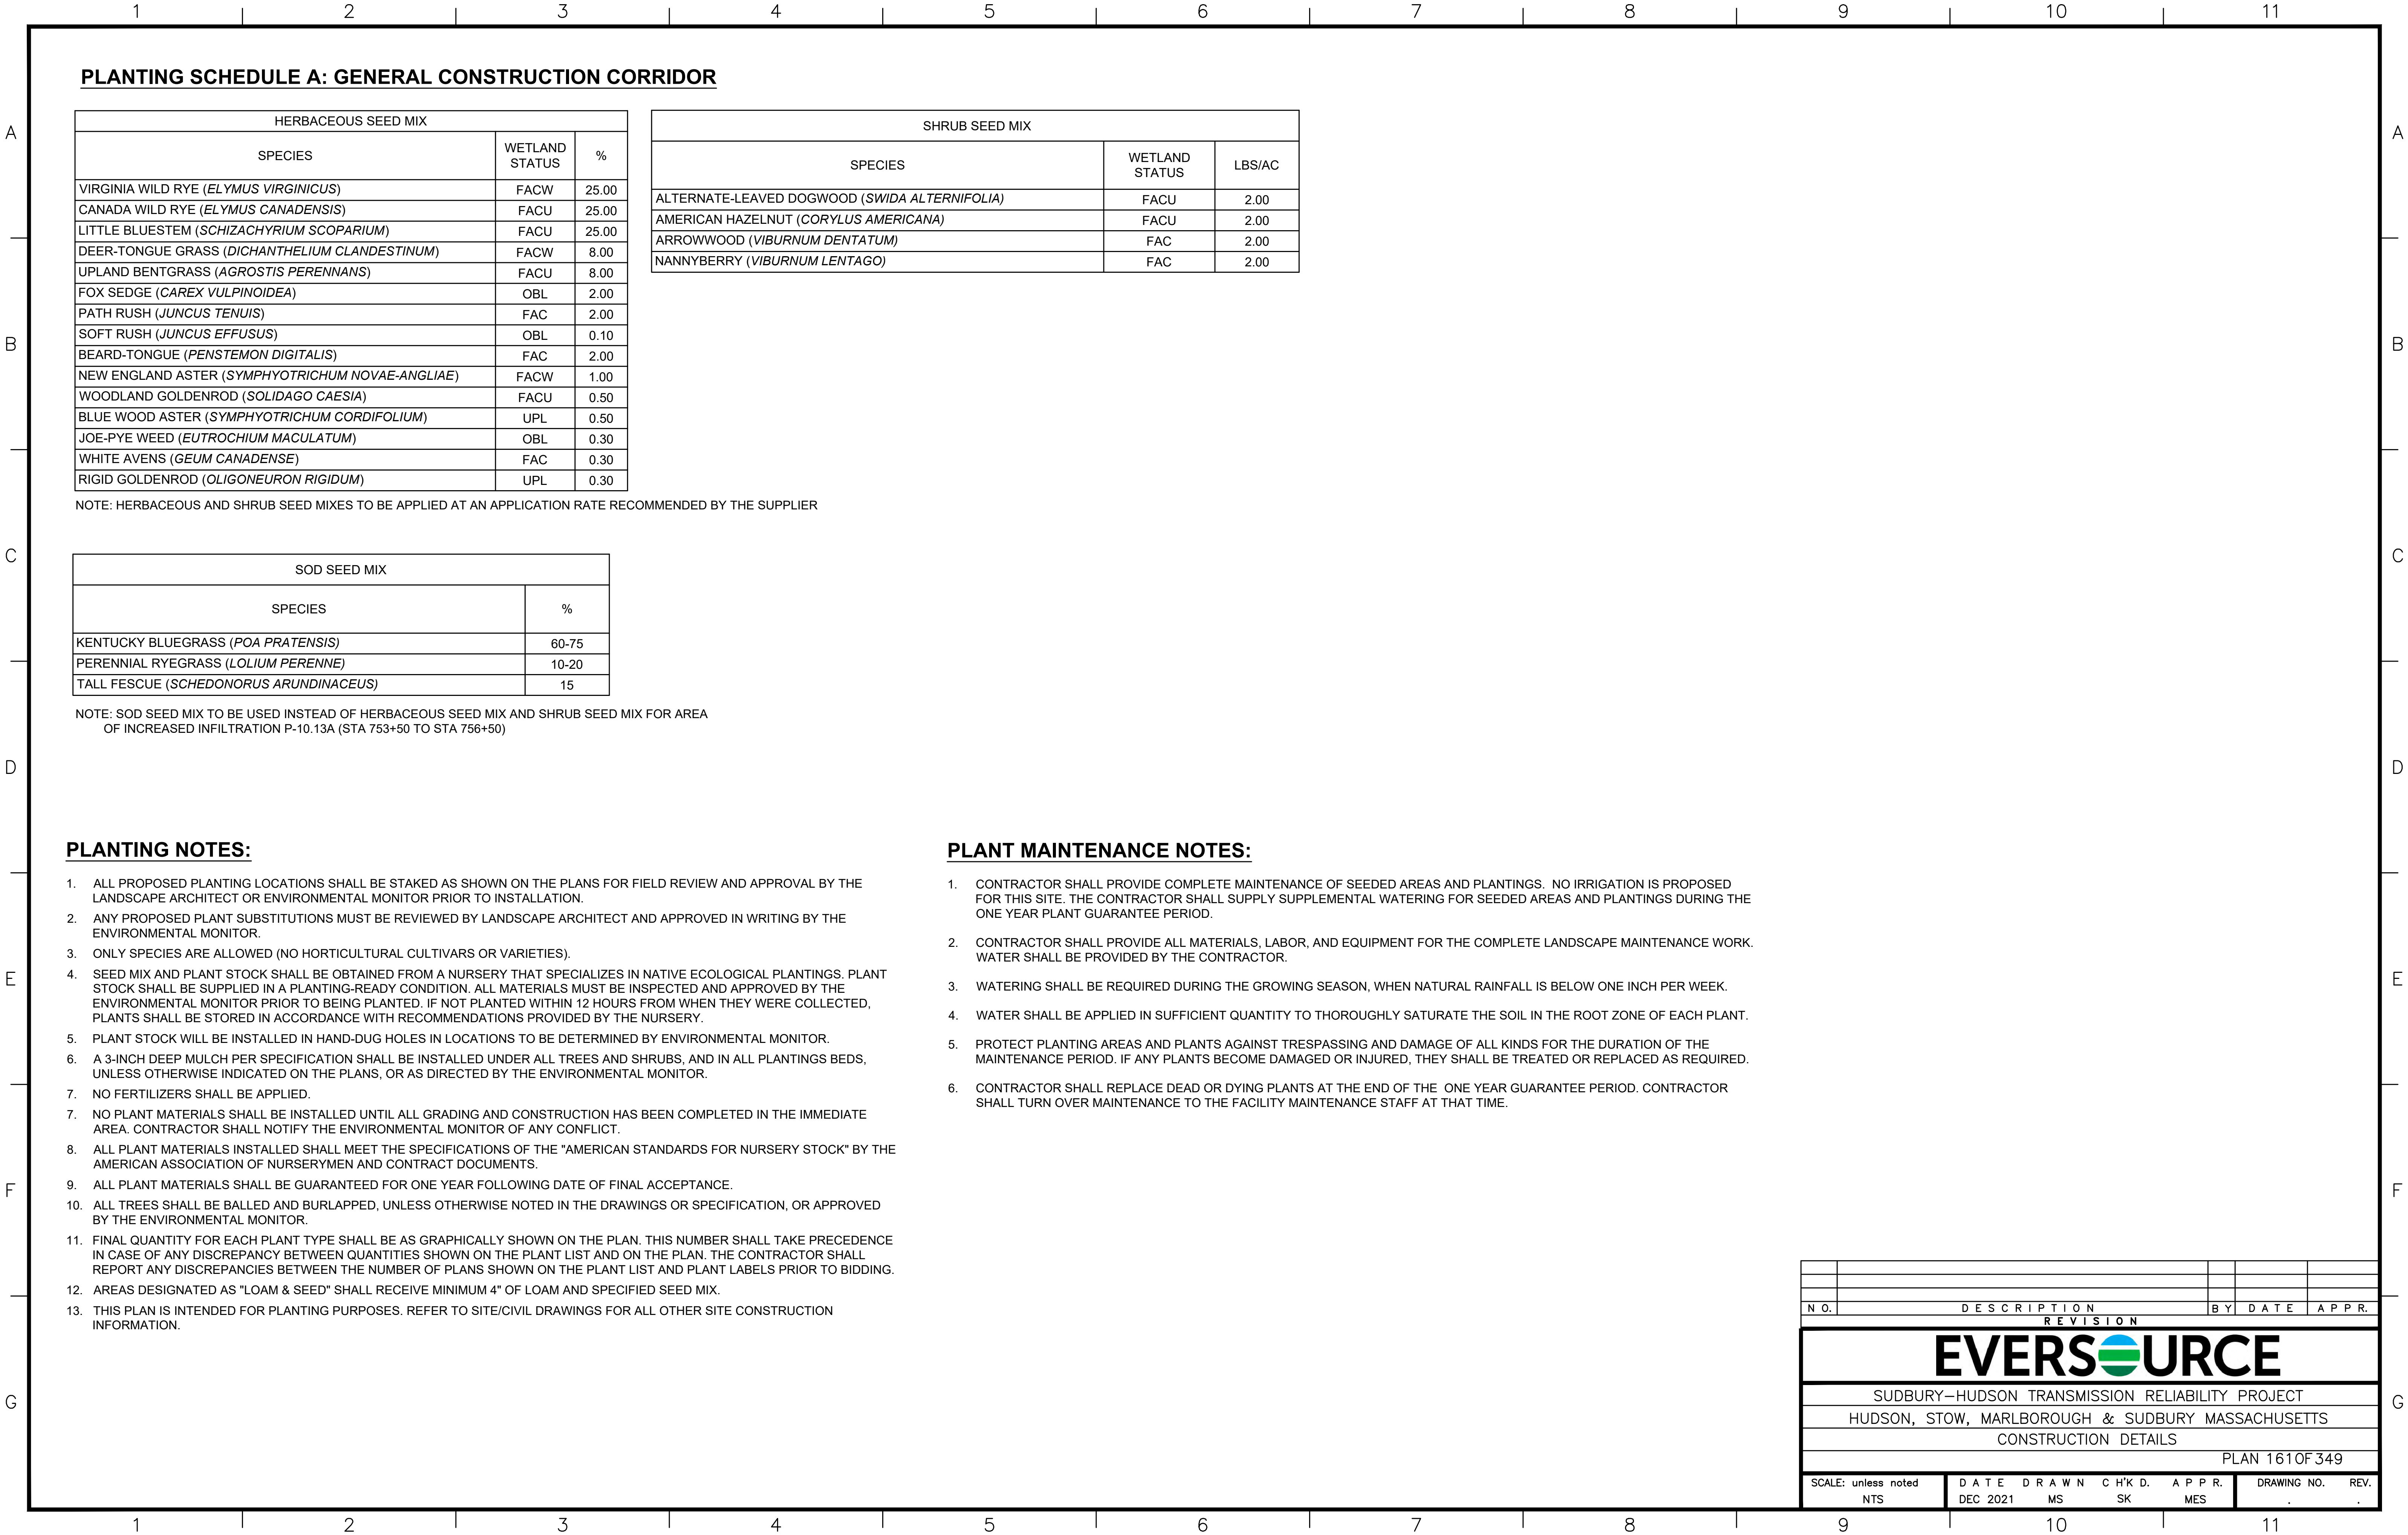 1 2 3 4 5 6 7 8 9 10 11
PLANTING SCHEDULE A: GENERAL CONSTRUCTION CORRIDOR
HERBACEOUS SEED MIX
SPECIES WETLAND STATUS %
VIRGINIA WILD RYE (ELYMUS VIRGINICUS) FACW 25.00
CANADA WILD RYE (ELYMUS CANADENSIS) FACU 25.00
LITTLE BLUESTEM (SCHIZACHYRIUM SCOPARIUM) FACU 25.00
DEER-TONGUE GRASS (DICHANTHELIUM CLANDESTINUM) FACW 8.00
UPLAND BENTGRASS (AGROSTIS PERENNANS) FACU 8.00
FOX SEDGE (CAREX VULPINOIDEA) OBL 2.00
PATH RUSH (JUNCUS TENUIS) FAC 2.00
SOFT RUSH (JUNCUS EFFUSUS) OBL 0.10
BEARD-TONGUE (PENSTEMON DIGITALIS) FAC 2.00
NEW ENGLAND ASTER (SYMPHYOTRICHUM NOVAE-ANGLIAE) FACW 1.00
WOODLAND GOLDENROD (SOLIDAGO CAESIA) FACU 0.50
BLUE WOOD ASTER (SYMPHYOTRICHUM CORDIFOLIUM) UPL 0.50
JOE-PYE WEED (EUTROCHIUM MACULATUM) OBL 0.30
WHITE AVENS (GEUM CANADENSE) FAC 0.30
RIGID GOLDENROD (OLIGONEURON RIGIDUM) UPL 0.30
NOTE: HERBACEOUS AND SHRUB SEED MIXES TO BE APPLIED AT AN APPLICATION RATE RECOMMENDED BY THE SUPPLIER
SHRUB SEED MIX
SPECIES WETLAND STATUS LBS/AC
ALTERNATE-LEAVED DOGWOOD (SWIDA ALTERNIFOLIA) FACU 2.00
AMERICAN HAZELNUT (CORYLUS AMERICANA) FACU 2.00
ARROWWOOD (VIBURNUM DENTATUM) FAC 2.00
NANNYBERRY (VIBURNUM LENTAGO) FAC 2.00
SOD SEED MIX
SPECIES %
KENTUCKY BLUEGRASS (POA PRATENSIS) 60-75
PERENNIAL RYEGRASS (LOLIUM PERENNE) 10-20
TALL FESCUE (SCHEDONORUS ARUNDINACEUS) 15
NOTE: SOD SEED MIX TO BE USED INSTEAD OF HERBACEOUS SEED MIX AND SHRUB SEED MIX FOR AREA
OF INCREASED INFILTRATION P-10.13A (STA 753+50 TO STA 756+50)
PLANTING NOTES:
1. ALL PROPOSED PLANTING LOCATIONS SHALL BE STAKED AS SHOWN ON THE PLANS FOR FIELD REVIEW AND APPROVAL BY THE
LANDSCAPE ARCHITECT OR ENVIRONMENTAL MONITOR PRIOR TO INSTALLATION.
2. ANY PROPOSED PLANT SUBSTITUTIONS MUST BE REVIEWED BY LANDSCAPE ARCHITECT AND APPROVED IN WRITING BY THE
ENVIRONMENTAL MONITOR.
3. ONLY SPECIES ARE ALLOWED (NO HORTICULTURAL CULTIVARS OR VARIETIES).
4. SEED MIX AND PLANT STOCK SHALL BE OBTAINED FROM A NURSERY THAT SPECIALIZES IN NATIVE ECOLOGICAL PLANTINGS. PLANT
STOCK SHALL BE SUPPLIED IN A PLANTING-READY CONDITION. ALL MATERIALS MUST BE INSPECTED AND APPROVED BY THE
ENVIRONMENTAL MONITOR PRIOR TO BEING PLANTED. IF NOT PLANTED WITHIN 12 HOURS FROM WHEN THEY WERE COLLECTED,
PLANTS SHALL BE STORED IN ACCORDANCE WITH RECOMMENDATIONS PROVIDED BY THE NURSERY.
5. PLANT STOCK WILL BE INSTALLED IN HAND-DUG HOLES IN LOCATIONS TO BE DETERMINED BY ENVIRONMENTAL MONITOR.
6. A 3-INCH DEEP MULCH PER SPECIFICATION SHALL BE INSTALLED UNDER ALL TREES AND SHRUBS, AND IN ALL PLANTINGS BEDS,
UNLESS OTHERWISE INDICATED ON THE PLANS, OR AS DIRECTED BY THE ENVIRONMENTAL MONITOR.
7. NO FERTILIZERS SHALL BE APPLIED.
7. NO PLANT MATERIALS SHALL BE INSTALLED UNTIL ALL GRADING AND CONSTRUCTION HAS BEEN COMPLETED IN THE IMMEDIATE
AREA. CONTRACTOR SHALL NOTIFY THE ENVIRONMENTAL MONITOR OF ANY CONFLICT.
8. ALL PLANT MATERIALS INSTALLED SHALL MEET THE SPECIFICATIONS OF THE "AMERICAN STANDARDS FOR NURSERY STOCK" BY THE
AMERICAN ASSOCIATION OF NURSERYMEN AND CONTRACT DOCUMENTS.
9. ALL PLANT MATERIALS SHALL BE GUARANTEED FOR ONE YEAR FOLLOWING DATE OF FINAL ACCEPTANCE.
10. ALL TREES SHALL BE BALLED AND BURLAPPED, UNLESS OTHERWISE NOTED IN THE DRAWINGS OR SPECIFICATION, OR APPROVED
BY THE ENVIRONMENTAL MONITOR.
11. FINAL QUANTITY FOR EACH PLANT TYPE SHALL BE AS GRAPHICALLY SHOWN ON THE PLAN. THIS NUMBER SHALL TAKE PRECEDENCE
IN CASE OF ANY DISCREPANCY BETWEEN QUANTITIES SHOWN ON THE PLANT LIST AND ON THE PLAN. THE CONTRACTOR SHALL
REPORT ANY DISCREPANCIES BETWEEN THE NUMBER OF PLANS SHOWN ON THE PLANT LIST AND PLANT LABELS PRIOR TO BIDDING.
12. AREAS DESIGNATED AS "LOAM & SEED" SHALL RECEIVE MINIMUM 4" OF LOAM AND SPECIFIED SEED MIX.
13. THIS PLAN IS INTENDED FOR PLANTING PURPOSES. REFER TO SITE/CIVIL DRAWINGS FOR ALL OTHER SITE CONSTRUCTION
INFORMATION.
PLANT MAINTENANCE NOTES:
1. CONTRACTOR SHALL PROVIDE COMPLETE MAINTENANCE OF SEEDED AREAS AND PLANTINGS. NO IRRIGATION IS PROPOSED
FOR THIS SITE. THE CONTRACTOR SHALL SUPPLY SUPPLEMENTAL WATERING FOR SEEDED AREAS AND PLANTINGS DURING THE
ONE YEAR PLANT GUARANTEE PERIOD.
2. CONTRACTOR SHALL PROVIDE ALL MATERIALS, LABOR, AND EQUIPMENT FOR THE COMPLETE LANDSCAPE MAINTENANCE WORK.
WATER SHALL BE PROVIDED BY THE CONTRACTOR.
3. WATERING SHALL BE REQUIRED DURING THE GROWING SEASON, WHEN NATURAL RAINFALL IS BELOW ONE INCH PER WEEK.
4. WATER SHALL BE APPLIED IN SUFFICIENT QUANTITY TO THOROUGHLY SATURATE THE SOIL IN THE ROOT ZONE OF EACH PLANT.
5. PROTECT PLANTING AREAS AND PLANTS AGAINST TRESPASSING AND DAMAGE OF ALL KINDS FOR THE DURATION OF THE
MAINTENANCE PERIOD. IF ANY PLANTS BECOME DAMAGED OR INJURED, THEY SHALL BE TREATED OR REPLACED AS REQUIRED.
6. CONTRACTOR SHALL REPLACE DEAD OR DYING PLANTS AT THE END OF THE ONE YEAR GUARANTEE PERIOD. CONTRACTOR
SHALL TURN OVER MAINTENANCE TO THE FACILITY MAINTENANCE STAFF AT THAT TIME.
NO. DESCRIPTION BY DATE APPR.
REVISION
EVERSOURCE
SUDBURY-HUDSON TRANSMISSION RELIABILITY PROJECT
HUDSON, STOW, MARLBOROUGH & SUDBURY MASSACHUSETTS
CONSTRUCTION DETAILS
PLAN 161OF349
SCALE: unless noted DATE DRAWN CH'KD. APPR. DRAWING NO. REV.
NTS DEC 2021 MS SK MES . .
A A
B B
C C
D D
E E
F F
G G
1 2 3 4 5 6 7 8 9 10 11